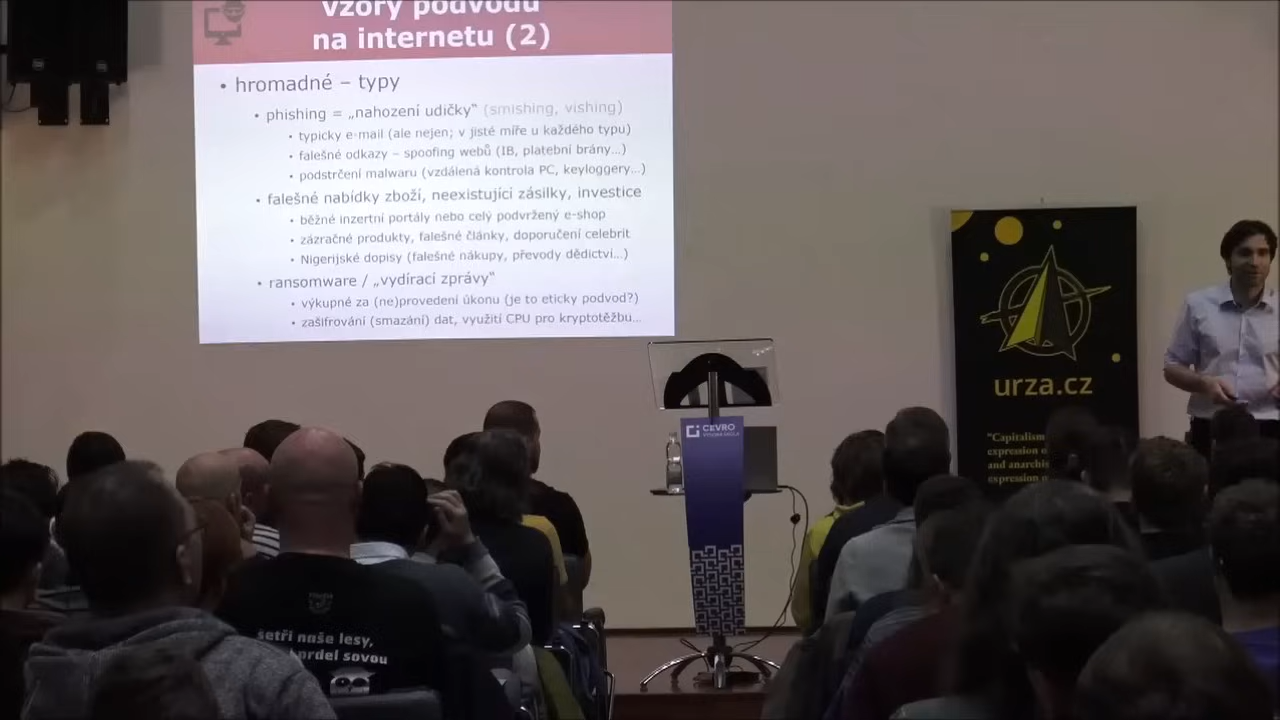 vzory podvodů
na internetu (2)
• hromadné – typy
• phishing = „nahození udičky“ (smishing, vishing)
• typicky e-mail (ale nejen; v jisté míře u každého typu)
• falešné odkazy – spoofing webů (IB, platební brány…)
• podstrčení malwaru (vzdálená kontrola PC, keyloggery…)
• falešné nabídky zboží, neexistující zásilky, investice
• běžné inzertní portály nebo celý podvržený e-shop
• zázračné produkty, falešné články, doporučení celebrit
• Nigerijské dopisy (falešné nákupy, převody dědictví…)
• ransomware / „vydírací zprávy“
• výkupné za (ne)provedení úkonu (je to eticky podvod?)
• zašifrování (smazání) dat, využití CPU pro kryptotěžbu…
CEVRO
urza.cz
"Capitalism
expression o
and anarchis
expression o
šetři naše lesy,
prdel sovou